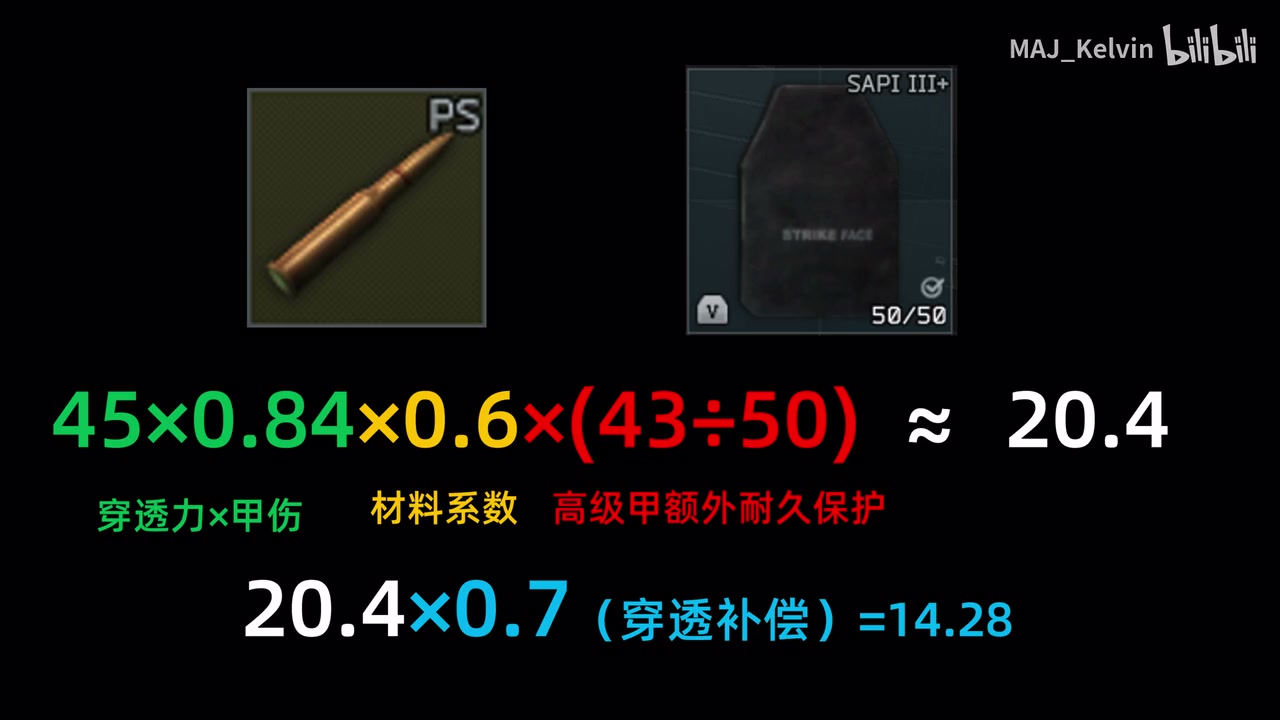 MAJ_Kelvin bilibili
PS
SAPI III+
STRIKE FACE
V
50/50
45×0.84×0.6×(43÷50) ≈ 20.4
穿透力×甲伤 材料系数 高级甲额外耐久保护
20.4×0.7（穿透补偿）=14.28